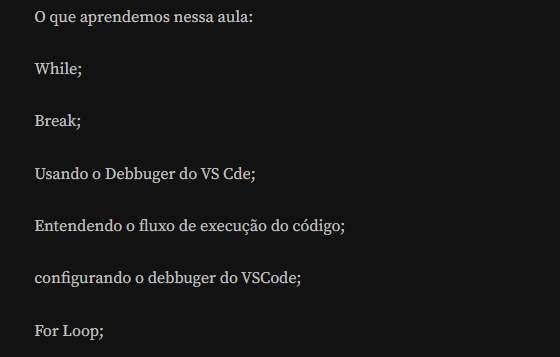 O que aprendemos nessa aula:
While;
Break;
Usando o Debbuger do VS Cde;
Entendendo o fluxo de execução do código;
configurando o debbuger do VSCode;
For Loop;